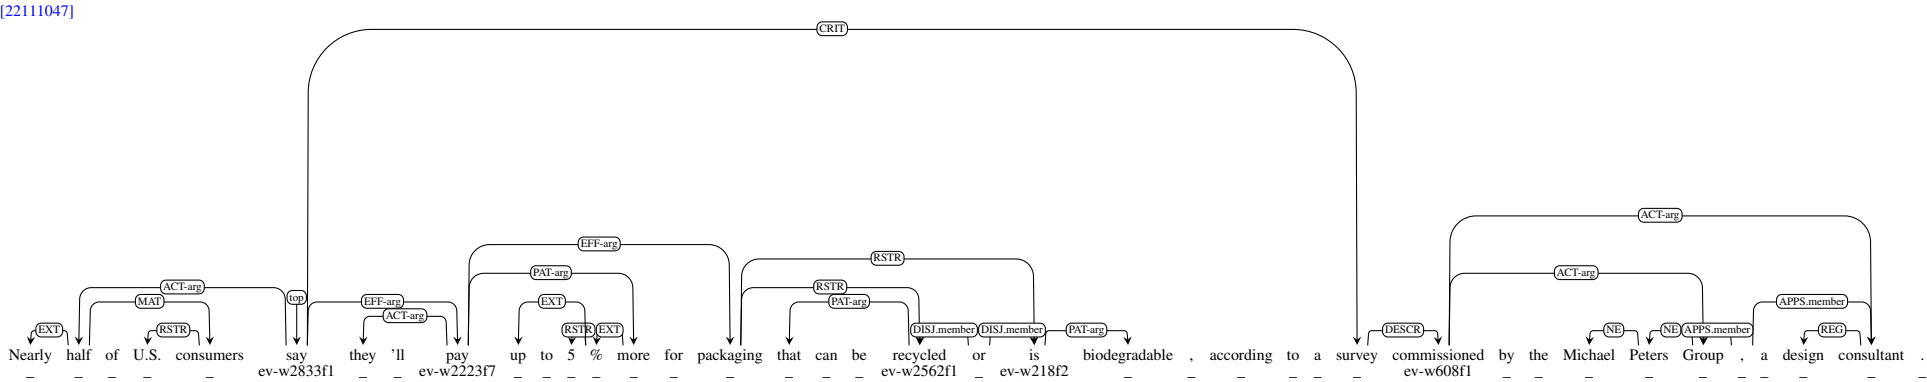 [22111047]
CRIT
ACT-arg
EFF-arg
RSTR
PAT-arg ACT-arg
ACT-arg top RSTR
MAT EFF-arg EXT PAT-arg APPS.member
ACT-arg
EXT RSTR RSTR EXT DISJ.member DISJ.member PAT-arg DESCR NE NE APPS.member REG
Nearly half of U.S. consumers say they 'll pay up to 5 % more for packaging that can be recycled or is biodegradable , according to a survey commissioned by the Michael Peters Group , a design consultant .
_ _ _ _ _ ev-w2833f1 _ _ ev-w2223f7 _ _ _ _ _ _ _ _ _ _ ev-w2562f1 _ ev-w218f2 _ _ _ _ _ _ ev-w608f1 _ _ _ _ _ _ _ _ _ _